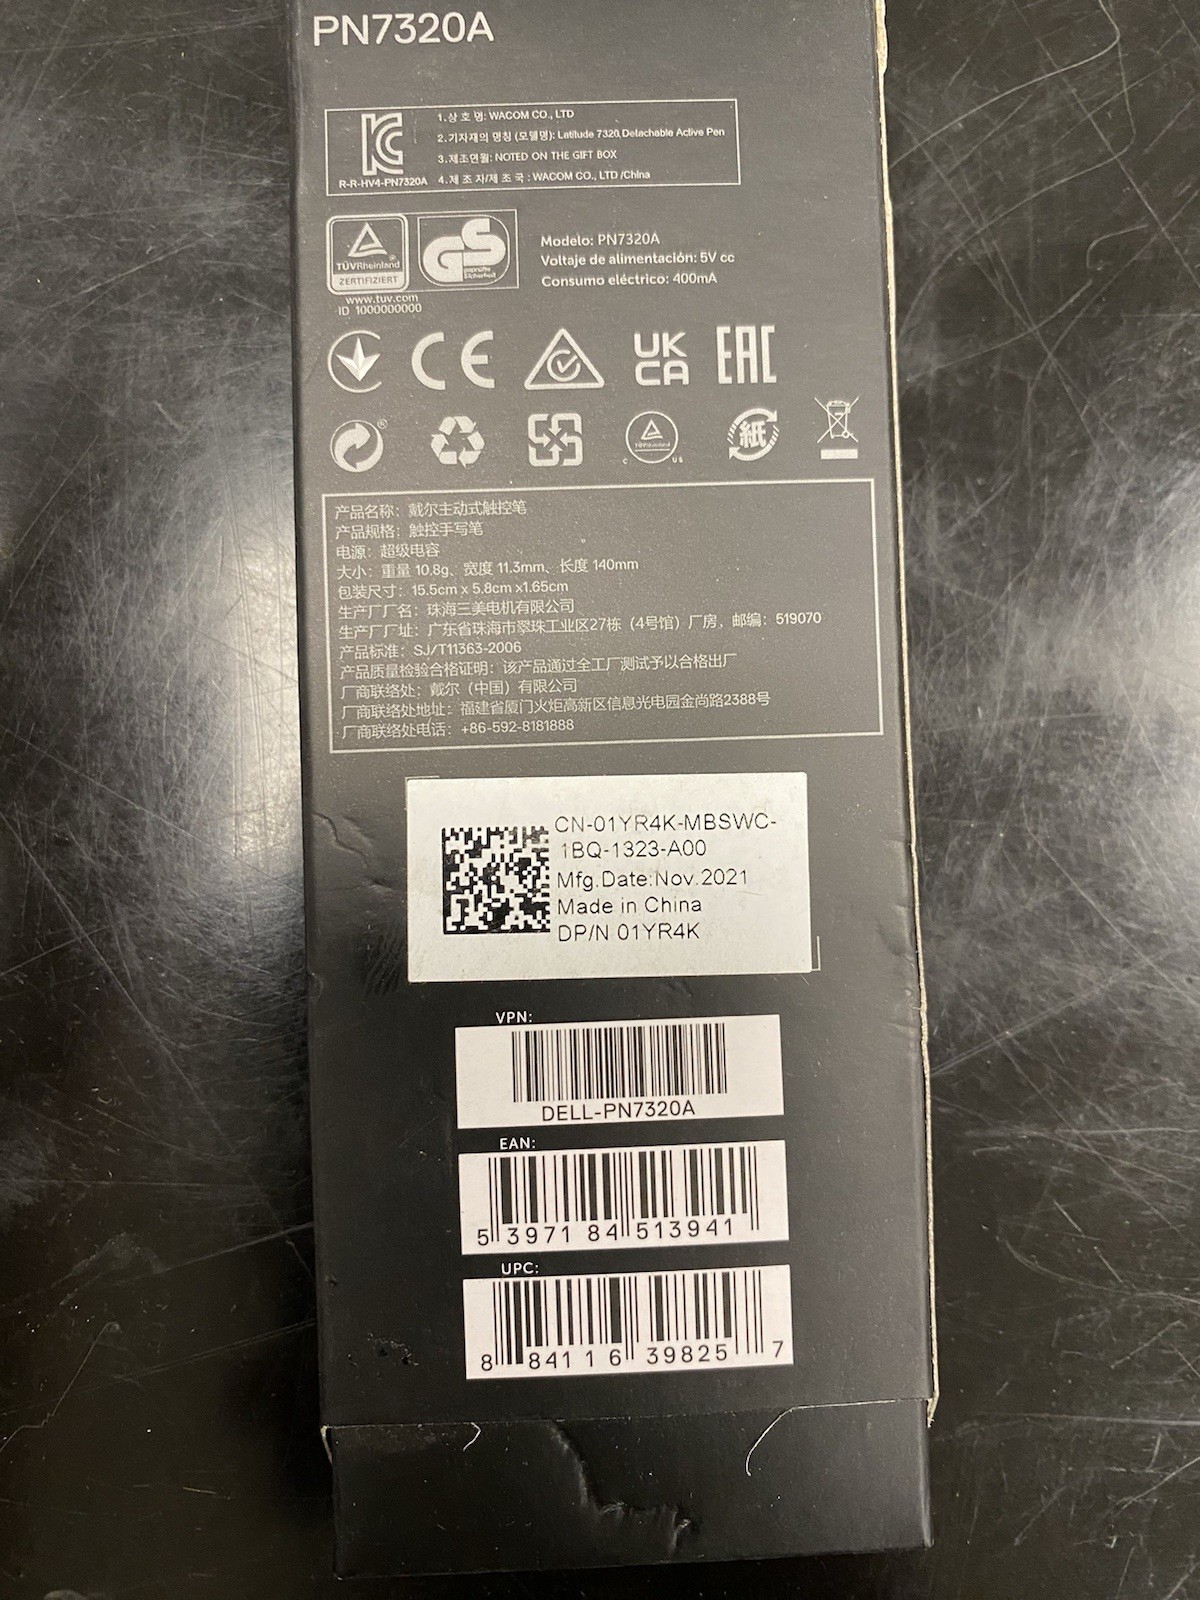 PN7320A
1.상 호 명: WACOM CO., LTD
2.기자재의 명칭 (모델명): Latitude 7320 Detachable Active Pen
3.제조연월: NOTED ON THE GIFT BOX
4.제 조 자/제 조 국 : WACOM CO., LTD /China
R-R-HV4-PN7320A
TÜVRheinland
ZERTIFIZIERT
GS
geprüfte
Sicherheit
www.tuv.com
ID 1000000000
Modelo: PN7320A
Voltaje de alimentación: 5V cc
Consumo eléctrico: 400mA
CE
UK
CA
EAC
TÜVRheinland
C US
紙
产品名称：戴尔主动式触控笔
产品规格：触控手写笔
电源：超级电容
大小：重量 10.8g、宽度 11.3mm、长度 140mm
包装尺寸：15.5cm x 5.8cm x1.65cm
生产厂厂名：珠海三美电机有限公司
生产厂厂址：广东省珠海市翠珠工业区27栋（4号馆）厂房，邮编：519070
产品标准：SJ/T11363-2006
产品质量检验合格证明：该产品通过全工厂测试予以合格出厂
厂商联络处：戴尔（中国）有限公司
厂商联络处地址：福建省厦门火炬高新区信息光电园金尚路2388号
厂商联络处电话：+86-592-8181888
CN-01YR4K-MBSWC-
1BQ-1323-A00
Mfg.Date:Nov.2021
Made in China
DP/N 01YR4K
VPN:
DELL-PN7320A
EAN:
5 397184 513941
UPC:
8 84116 39825 7